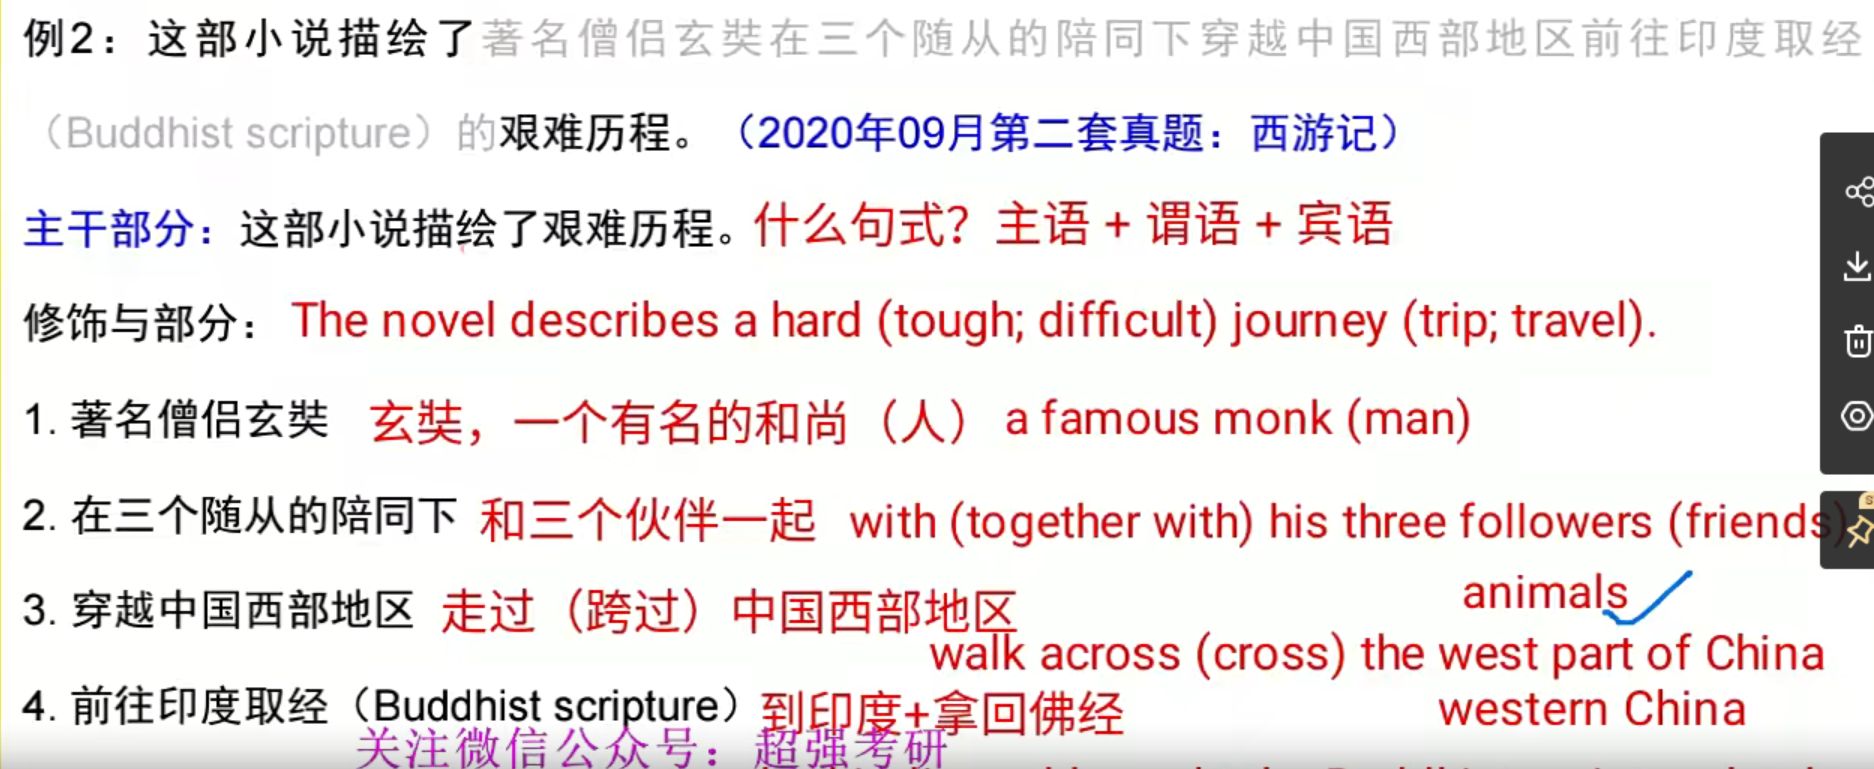 例2：这部小说描绘了著名僧侣玄奘在三个随从的陪同下穿越中国西部地区前往印度取经
（Buddhist scripture）的艰难历程。（2020年09月第二套真题：西游记）
主干部分：这部小说描绘了艰难历程。什么句式？主语 + 谓语 + 宾语
修饰与部分： The novel describes a hard (tough; difficult) journey (trip; travel).
1. 著名僧侣玄奘 玄奘，一个有名的和尚（人） a famous monk (man)
2. 在三个随从的陪同下 和三个伙伴一起 with (together with) his three followers (friends)
animals
3. 穿越中国西部地区 走过（跨过）中国西部地区
walk across (cross) the west part of China
4. 前往印度取经（Buddhist scripture）到印度+拿回佛经 western China
关注微信公众号：超强考研